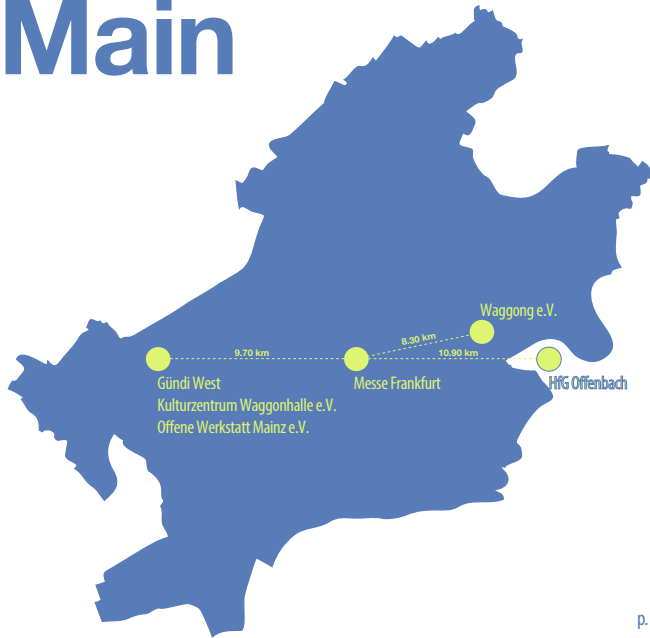 Main
Waggong e.V.
8.30 km
9.70 km
10.90 km
Gündi West
Kulturzentrum Waggonhalle e.V.
Offene Werkstatt Mainz e.V.
Messe Frankfurt
HfG Offenbach
p.